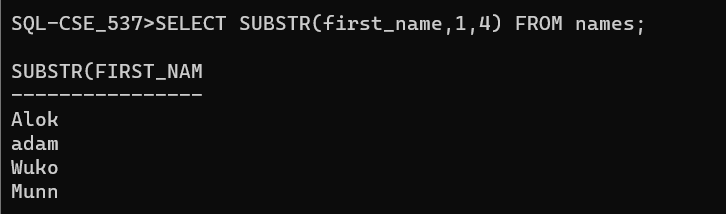 SQL-CSE_537>SELECT SUBSTR(first_name,1,4) FROM names;
SUBSTR(FIRST_NAM
----------------
Alok
adam
Wuko
Munn